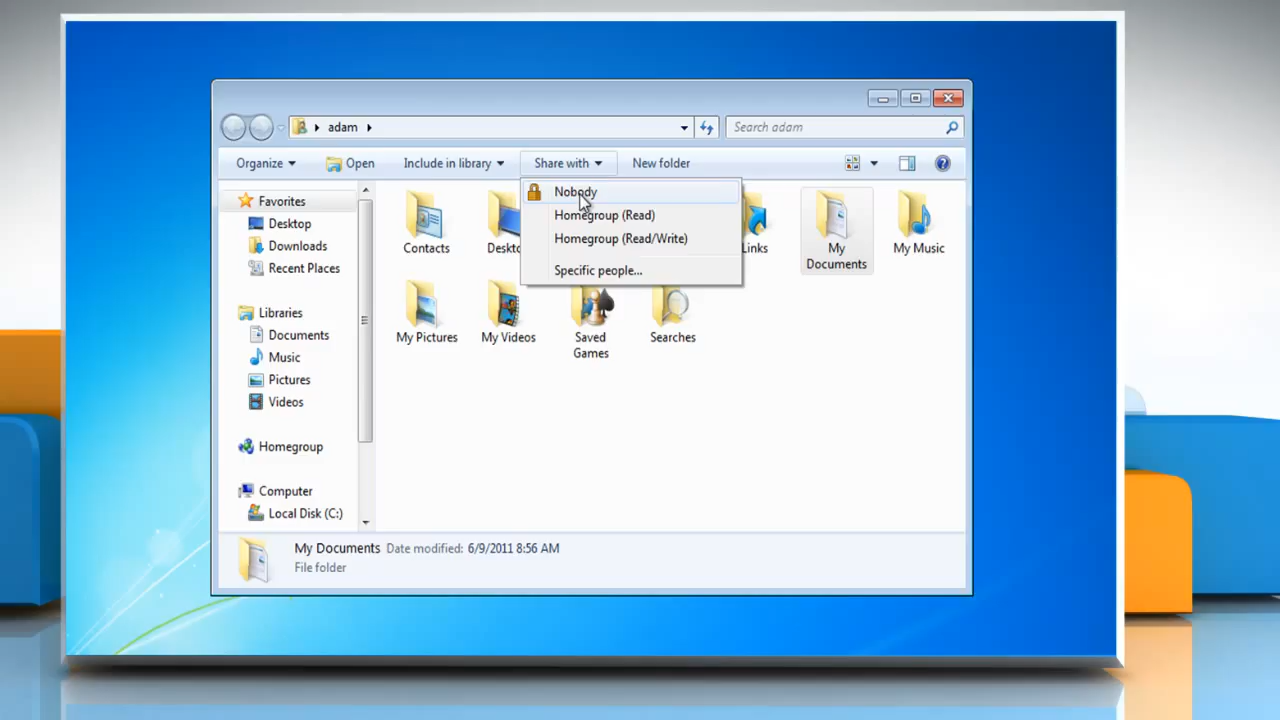 adam
Search adam
Organize
Open
Include in library
Share with
New folder
Nobody
Homegroup (Read)
Homegroup (Read/Write)
Specific people...
Favorites
Desktop
Downloads
Recent Places
Libraries
Documents
Music
Pictures
Videos
Homegroup
Computer
Local Disk (C:)
Contacts
Deskto
Links
My
Documents
My Music
My Pictures
My Videos
Saved
Games
Searches
My Documents Date modified: 6/9/2011 8:56 AM
File folder